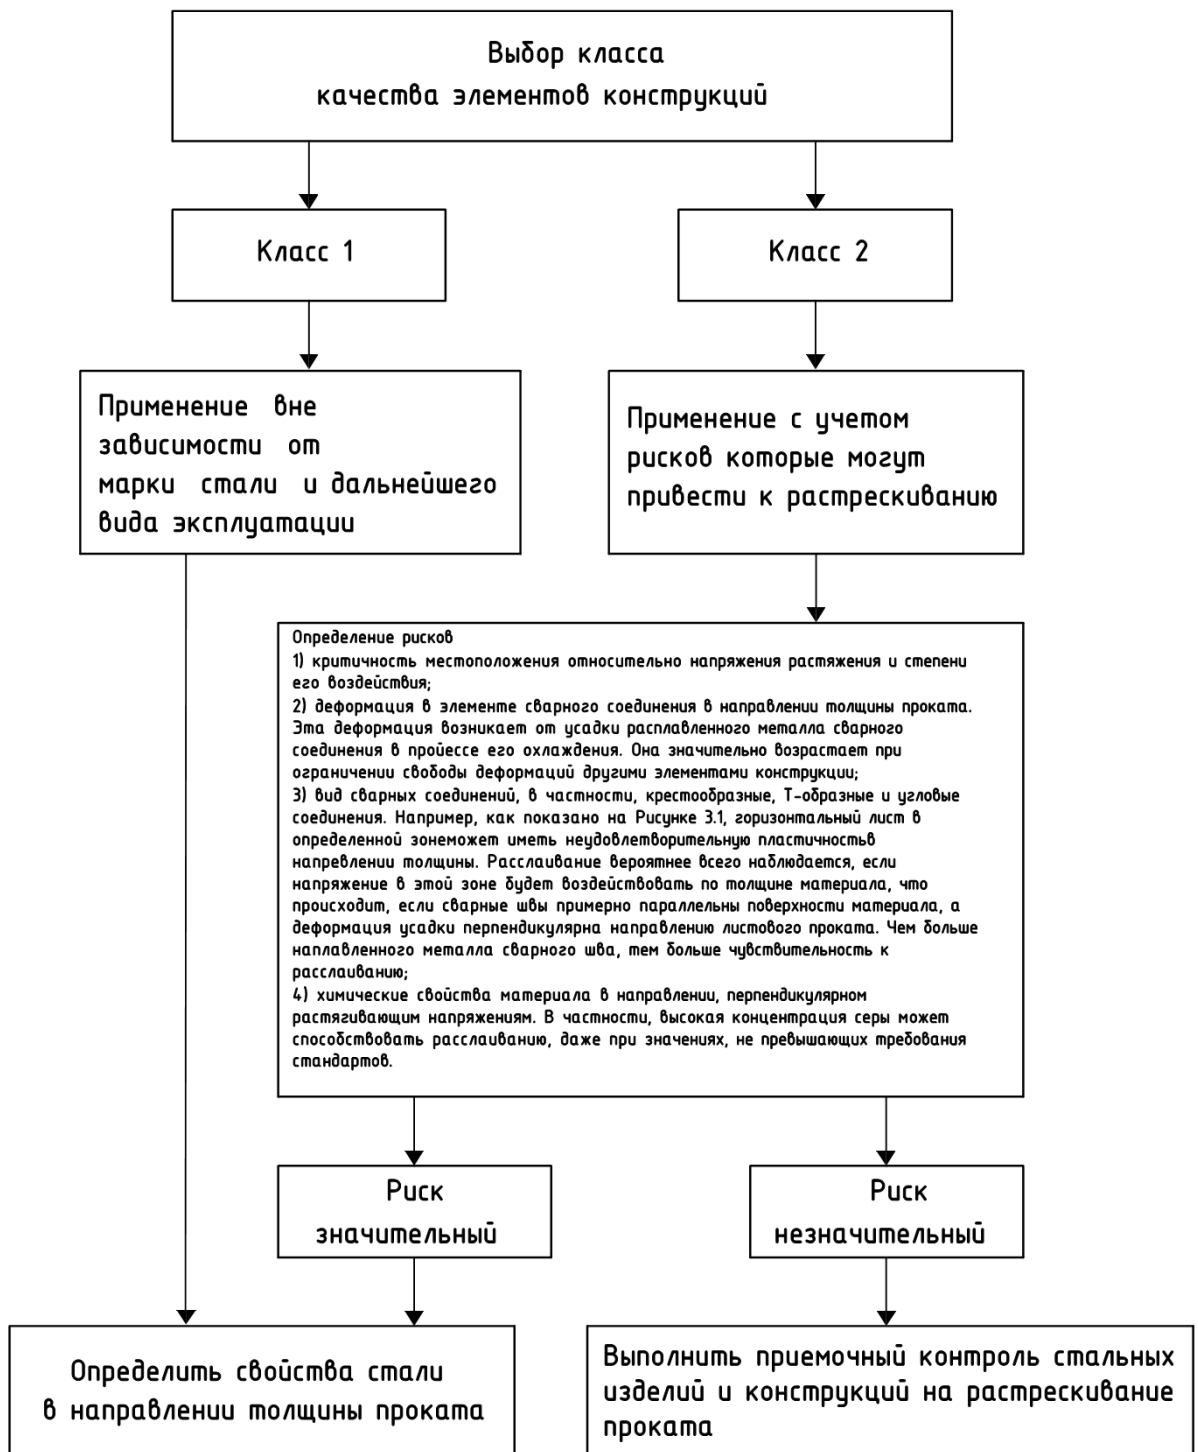 Выбор класса
качества элементов конструкций
Класс 1
Класс 2
Применение вне
зависимости от
марки стали и дальнейшего
вида эксплуатации
Применение с учетом
рисков которые могут
привести к растрескиванию
Определение рисков
1) критичность местоположения относительно напряжения растяжения и степени
его воздействия;
2) деформация в элементе сварного соединения в направлении толщины проката.
Эта деформация возникает от усадки расплавленного металла сварного
соединения в пройессе его охлаждения. Она значительно возрастает при
ограничении свободы деформаций другими элементами конструкции;
3) вид сварных соединений, в частности, крестообразные, Т-образные и угловые
соединения. Например, как показано на Рисунке 3.1, горизонтальный лист в
определенной зонеможет иметь неудовлетворительную пластичностьв
напревлении толщины. Расслаивание вероятнее всего наблюдается, если
напряжение в этой зоне будет воздействовать по толщине материала, что
происходит, если сварные швы примерно параллельны поверхности материала, а
деформация усадки перпендикулярна направлению листового проката. Чем больше
наплавленного металла сварного шва, тем больше чувствительность к
расслаиванию;
4) химические свойства материала в направлении, перпендикулярном
растягивающим напряжениям. В частности, высокая концентрация серы может
способствовать расслаиванию, даже при значениях, не превышающих требования
стандартов.
Риск
значительный
Риск
незначительный
Определить свойства стали
в направлении толщины проката
Выполнить приемочный контроль стальных
изделий и конструкций на растрескивание
проката